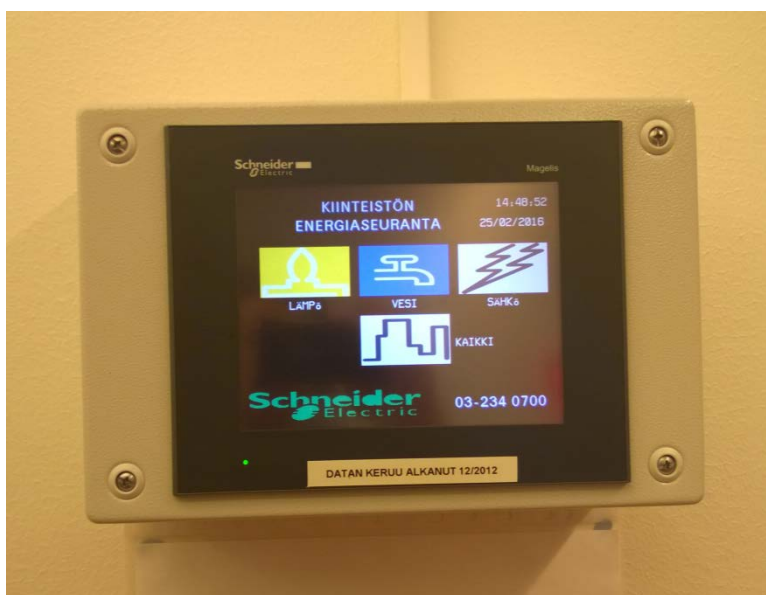 Schneider
Electric
Magelis
KIINTEISTÖN
ENERGIASEURANTA
14:48:52
25/02/2016
LÄMPö
VESI
SÄHKö
KAIKKI
Schneider
Electric
03-234 0700
DATAN KERUU ALKANUT 12/2012